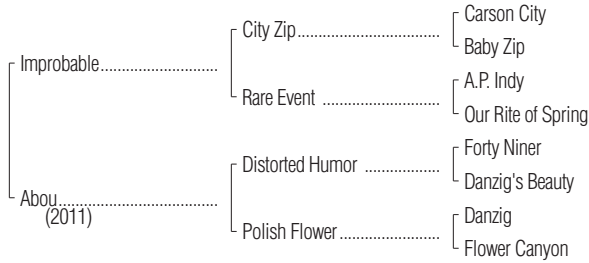 Carson City
City Zip
Baby Zip
Improbable
A.P. Indy
Rare Event
Our Rite of Spring
Forty Niner
Distorted Humor
Danzig's Beauty
Abou
(2011)
Danzig
Polish Flower
Flower Canyon